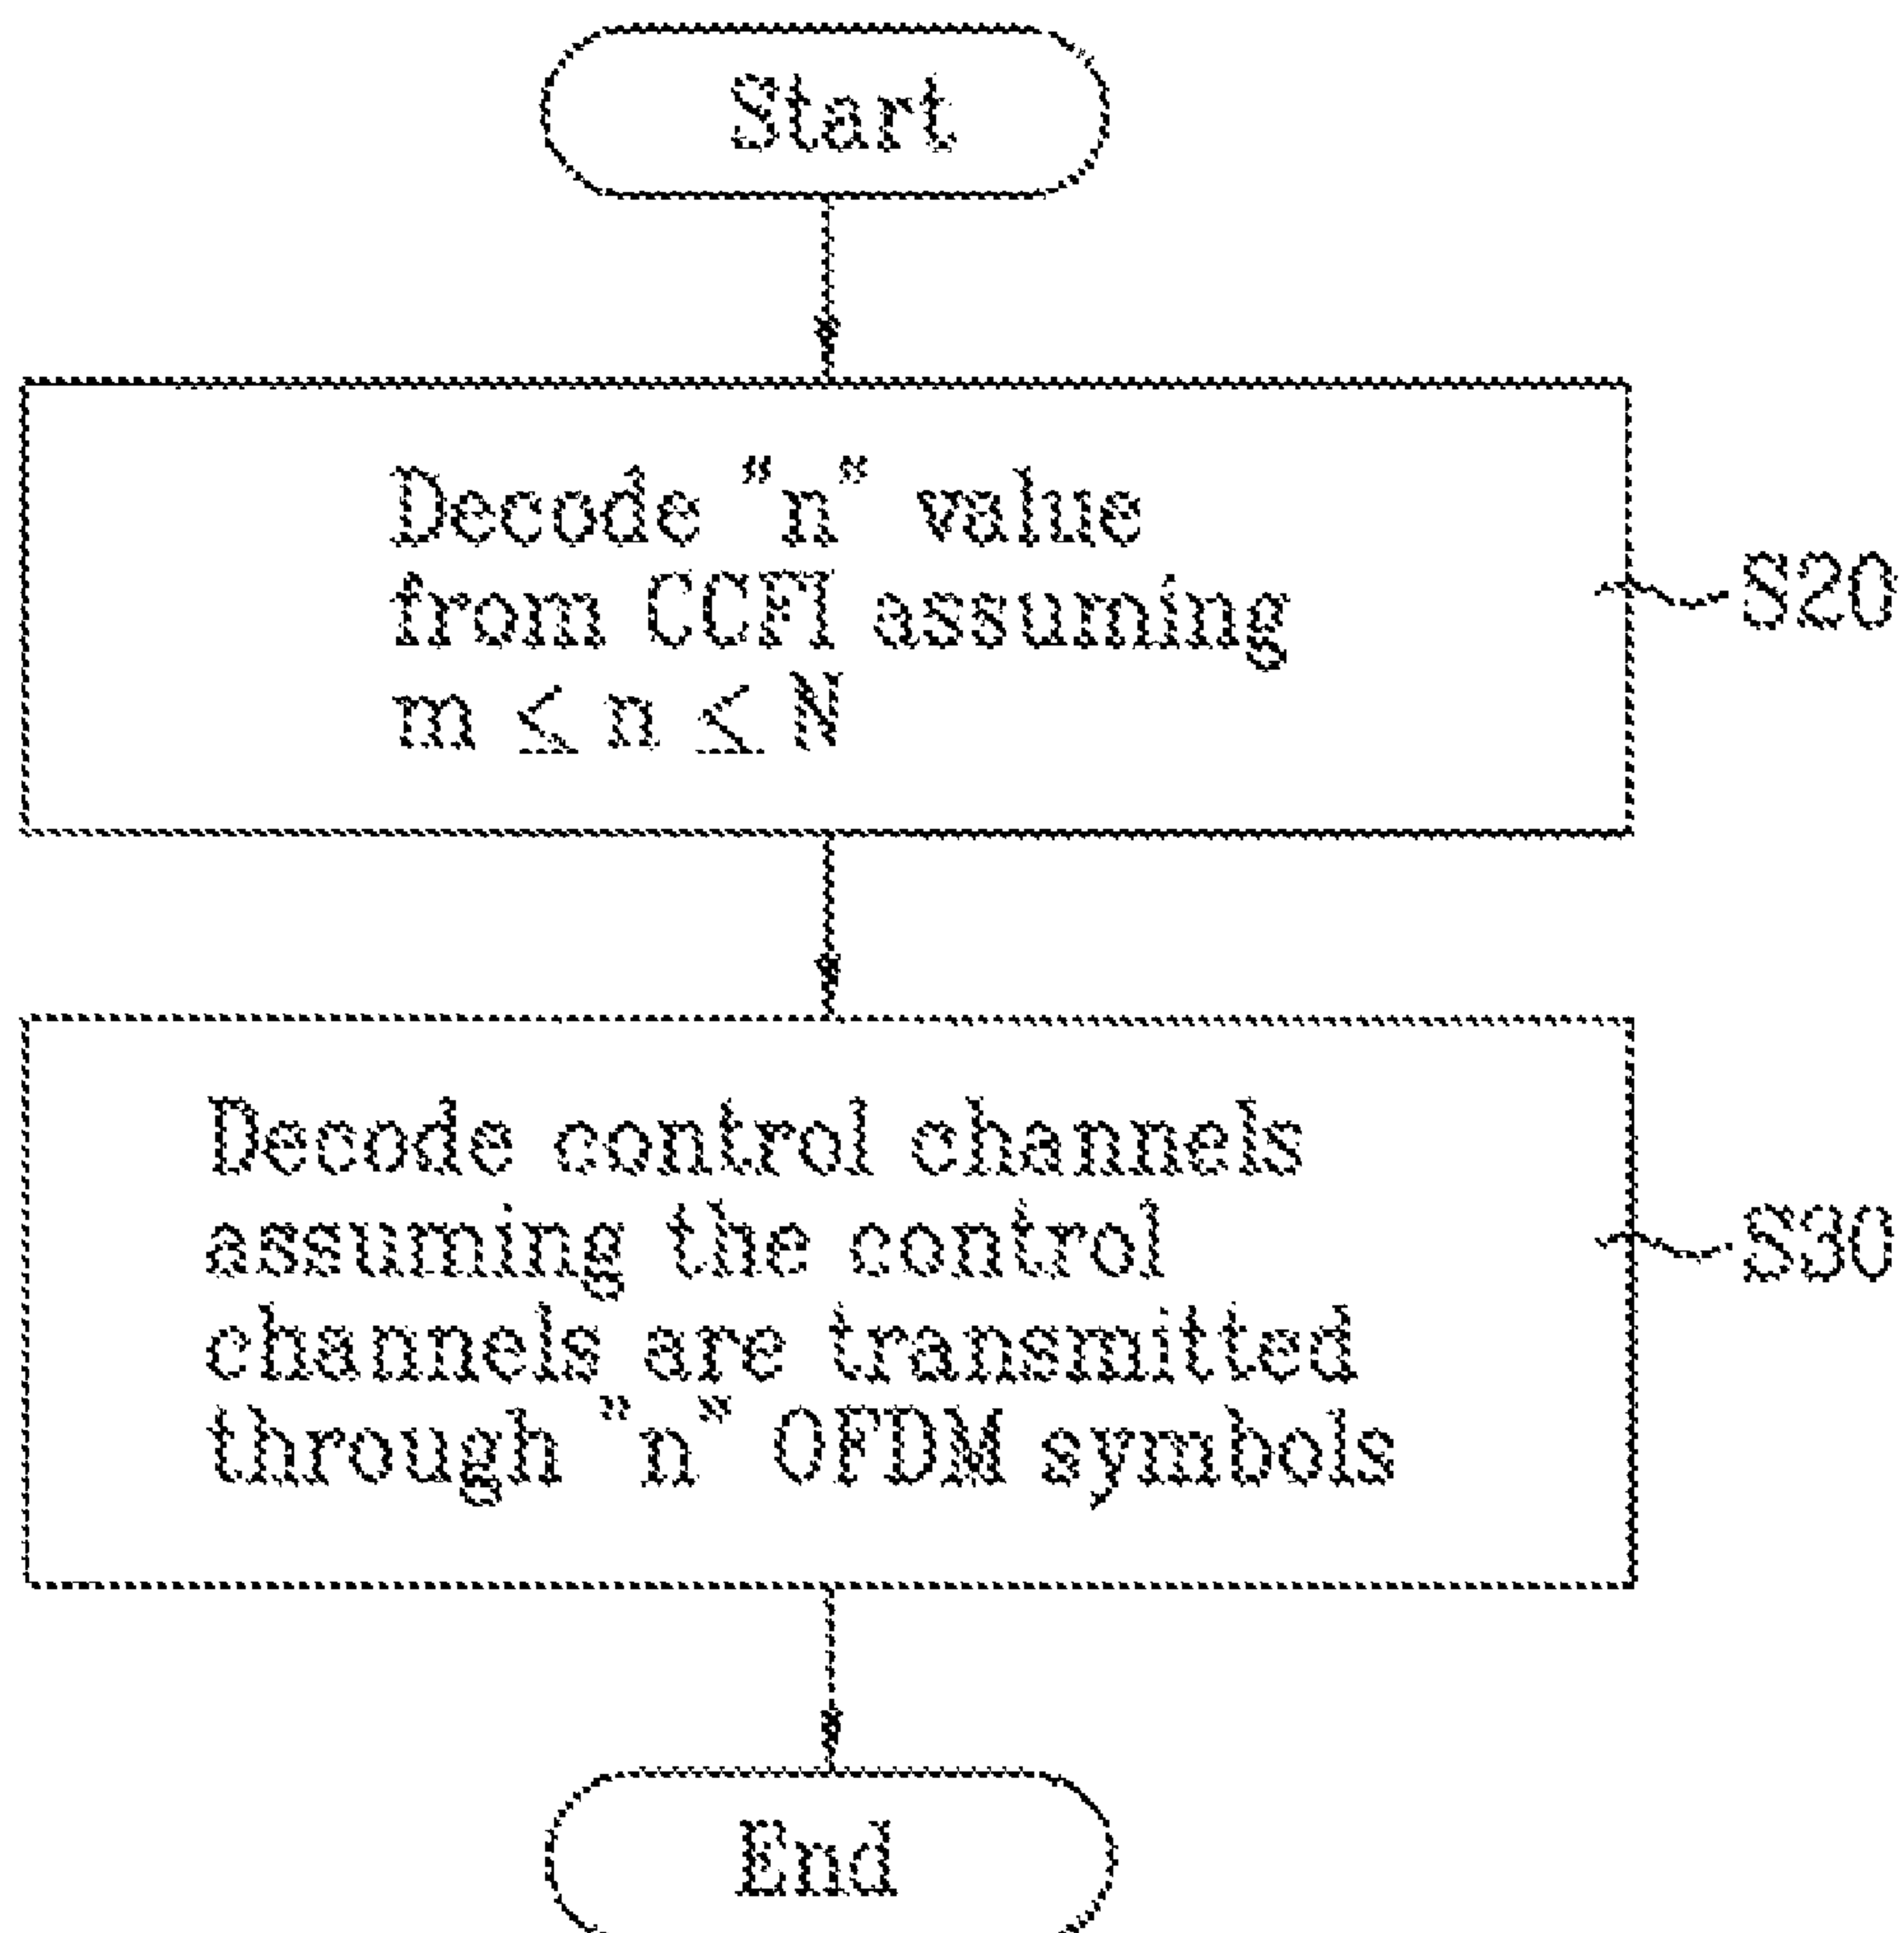 Start
Decode "n" value
from CCFI assuming
m ≤ n ≤ N
S20
Decode control channels
assuming the control
channels are transmitted
through "n" OFDM symbols
S30
End